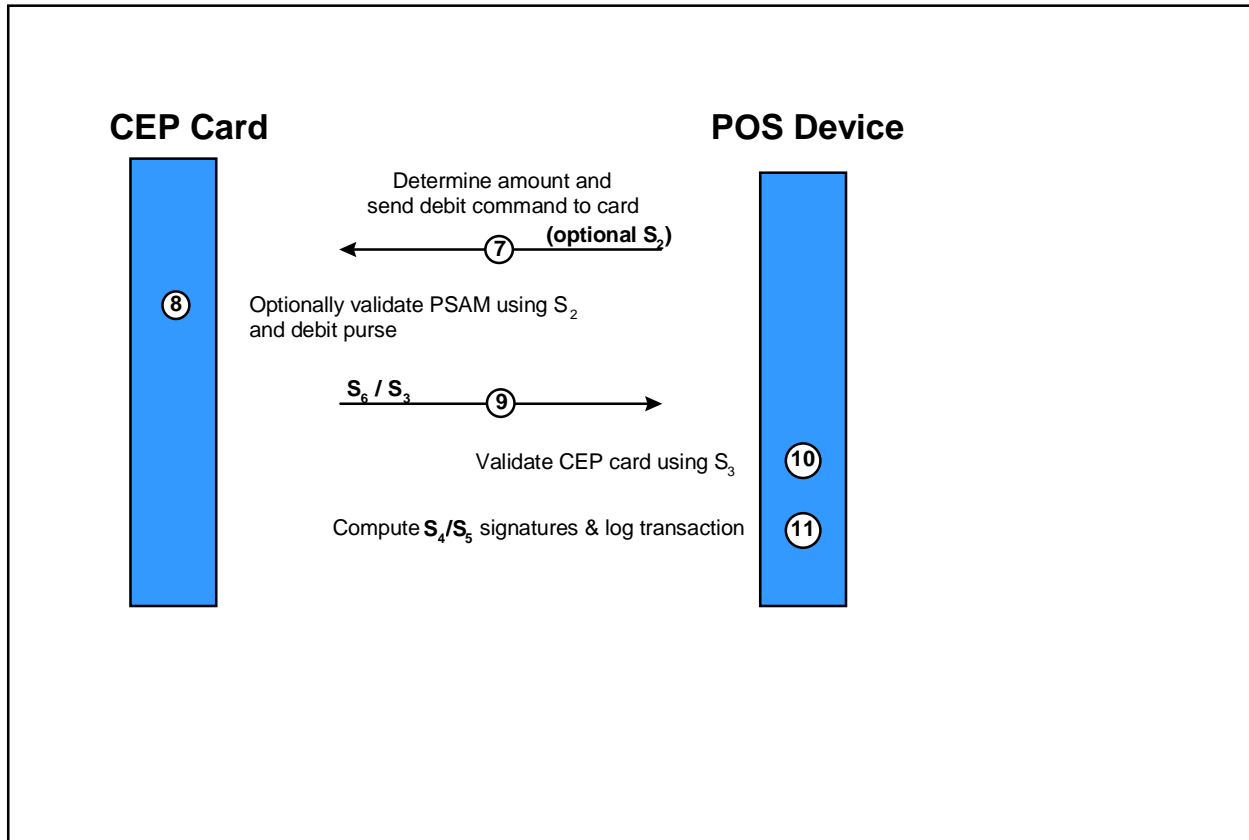 CEP Card
POS Device
Determine amount and
send debit command to card
(optional S2)
7
8
Optionally validate PSAM using S2
and debit purse
S6 / S3
9
Validate CEP card using S3
10
Compute S4/S5 signatures & log transaction
11